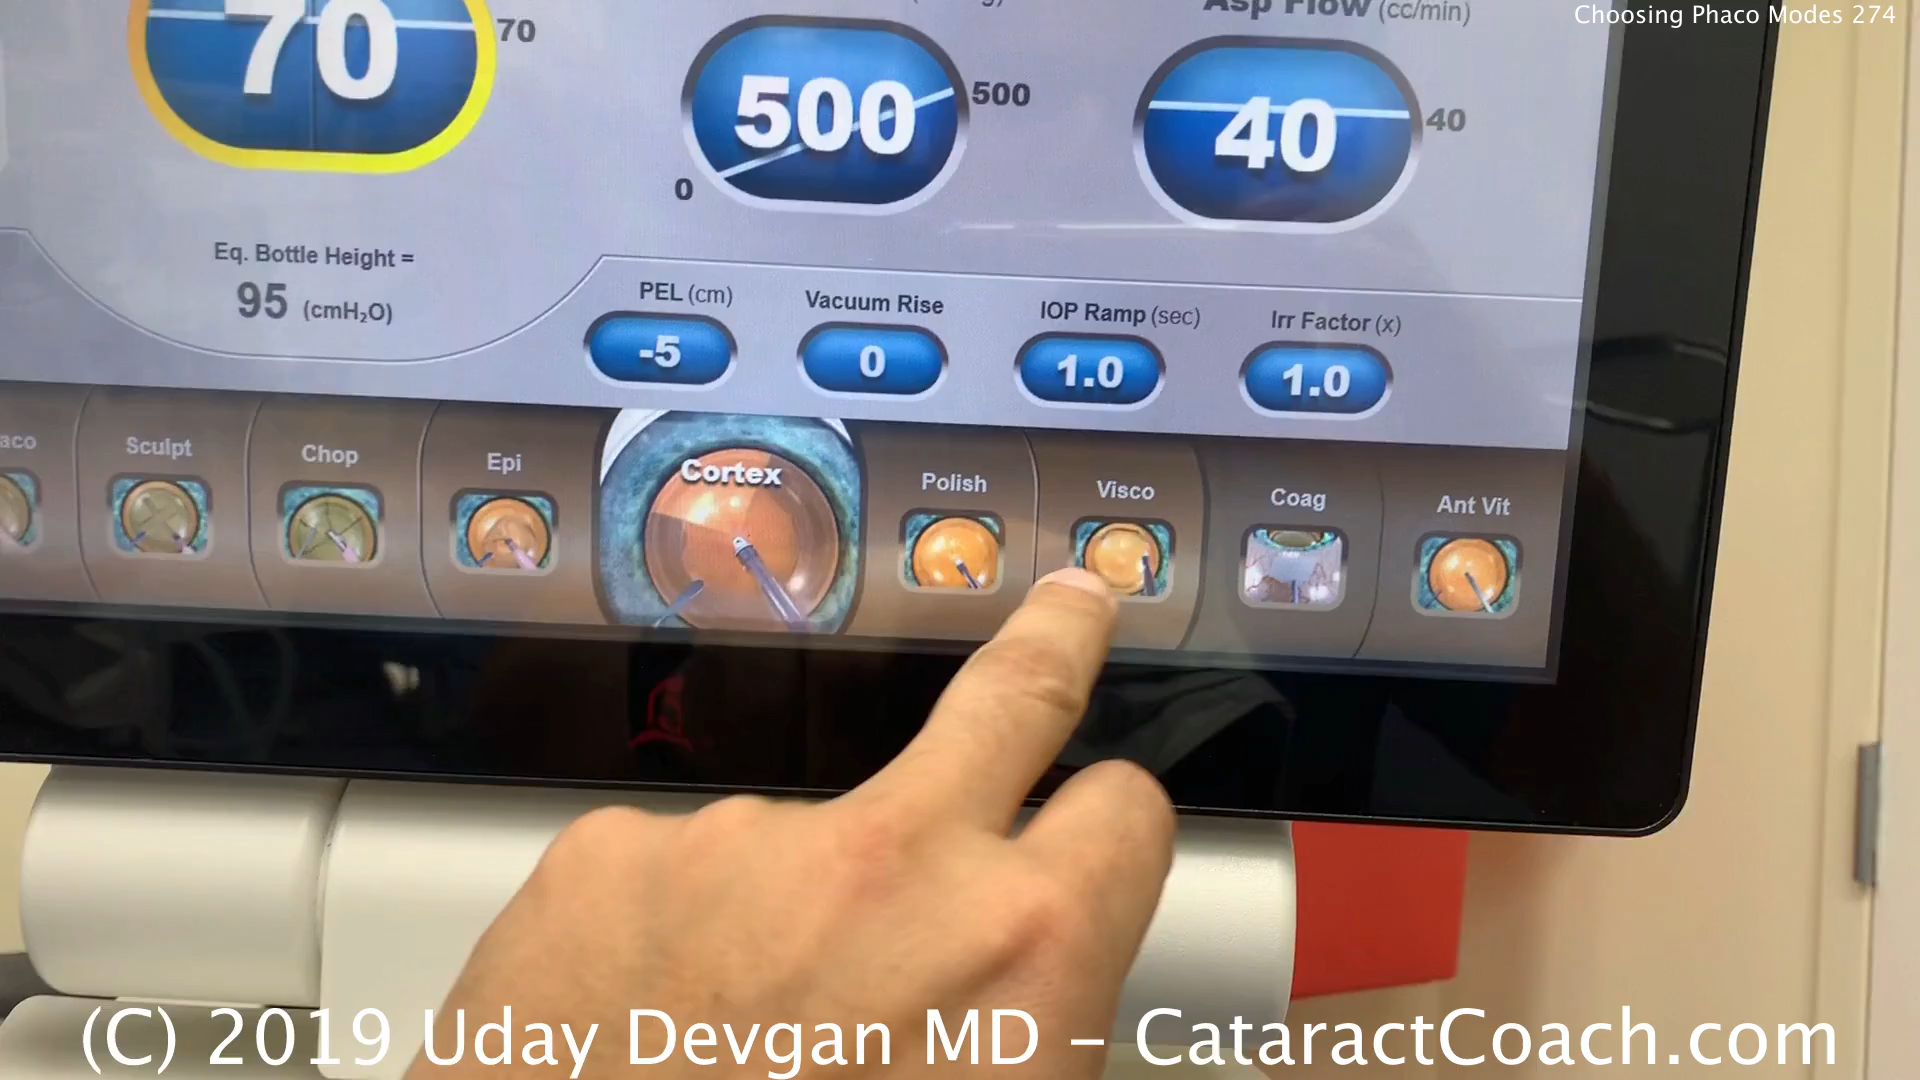 Choosing Phaco Modes 274
70
70
Asp Flow (cc/min)
500
500
0
40
40
Eq. Bottle Height =
95 (cmH₂O)
PEL (cm)
-5
Vacuum Rise
0
IOP Ramp (sec)
1.0
Irr Factor (x)
1.0
Sculpt
Chop
Epi
Cortex
Polish
Visco
Coag
Ant Vit
(C) 2019 Uday Devgan MD – CataractCoach.com